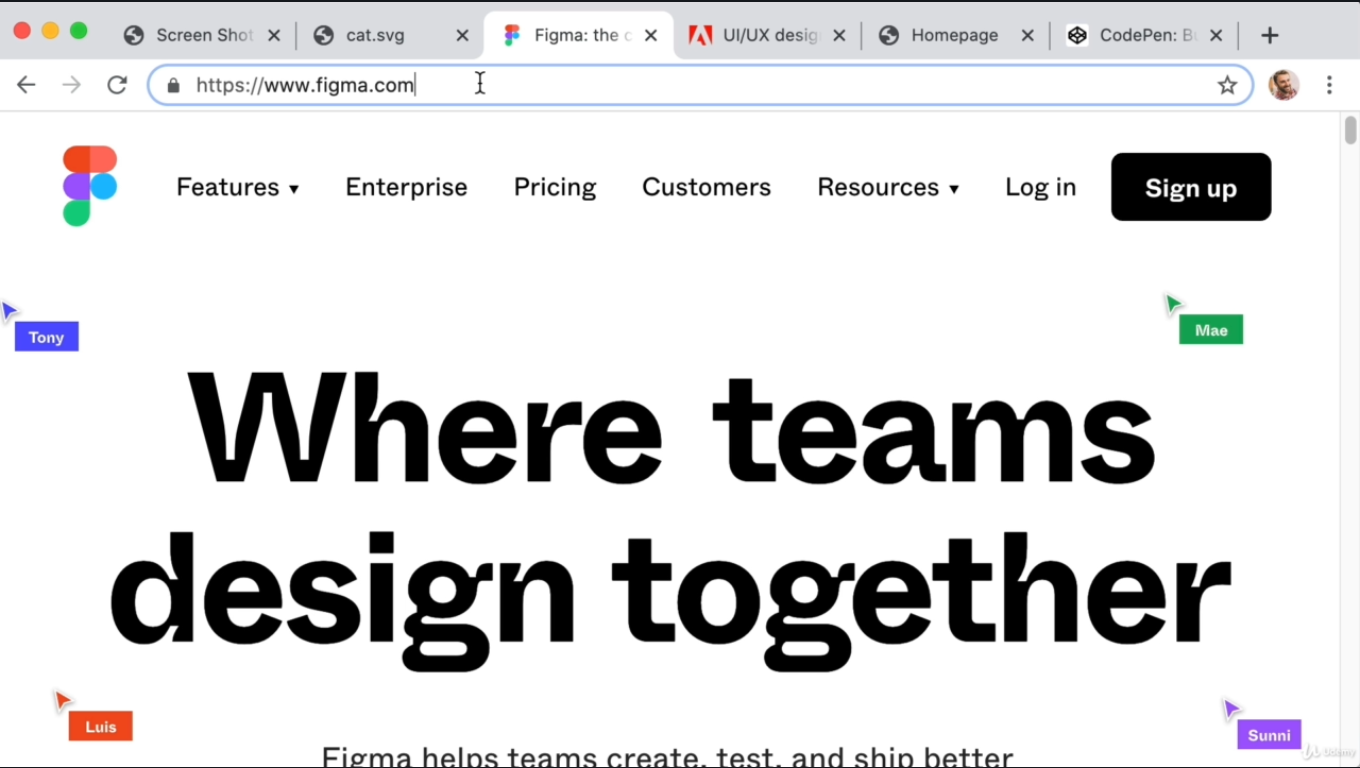 Screen Shot
cat.svg
Figma: the c
UI/UX desig
Homepage
CodePen: Bu
https://www.figma.com
Features ▾
Enterprise
Pricing
Customers
Resources ▾
Log in
Sign up
Tony
Mae
Where teams
design together
Luis
Sunni
Figma helps teams create, test, and ship better
Udemy